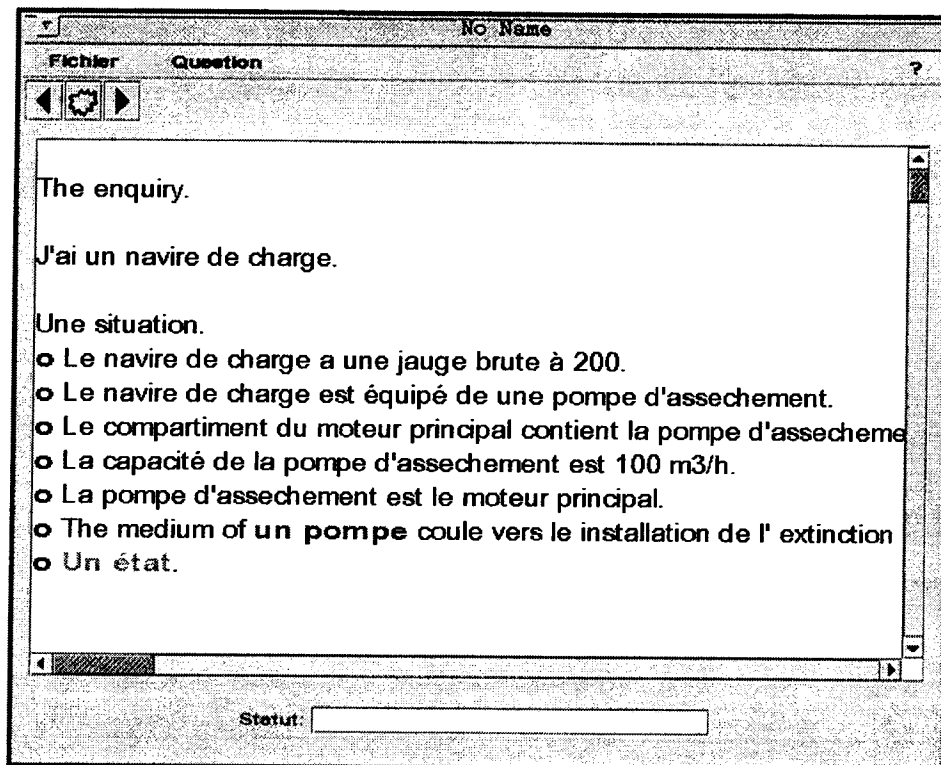 No Name
Fichier Question ?
The enquiry.
J'ai un navire de charge.
Une situation.
o Le navire de charge a une jauge brute à 200.
o Le navire de charge est équipé de une pompe d'assechement.
o Le compartiment du moteur principal contient la pompe d'assecheme
o La capacité de la pompe d'assechement est 100 m3/h.
o La pompe d'assechement est le moteur principal.
o The medium of un pompe coule vers le installation de l' extinction
o Un état.
Statut: